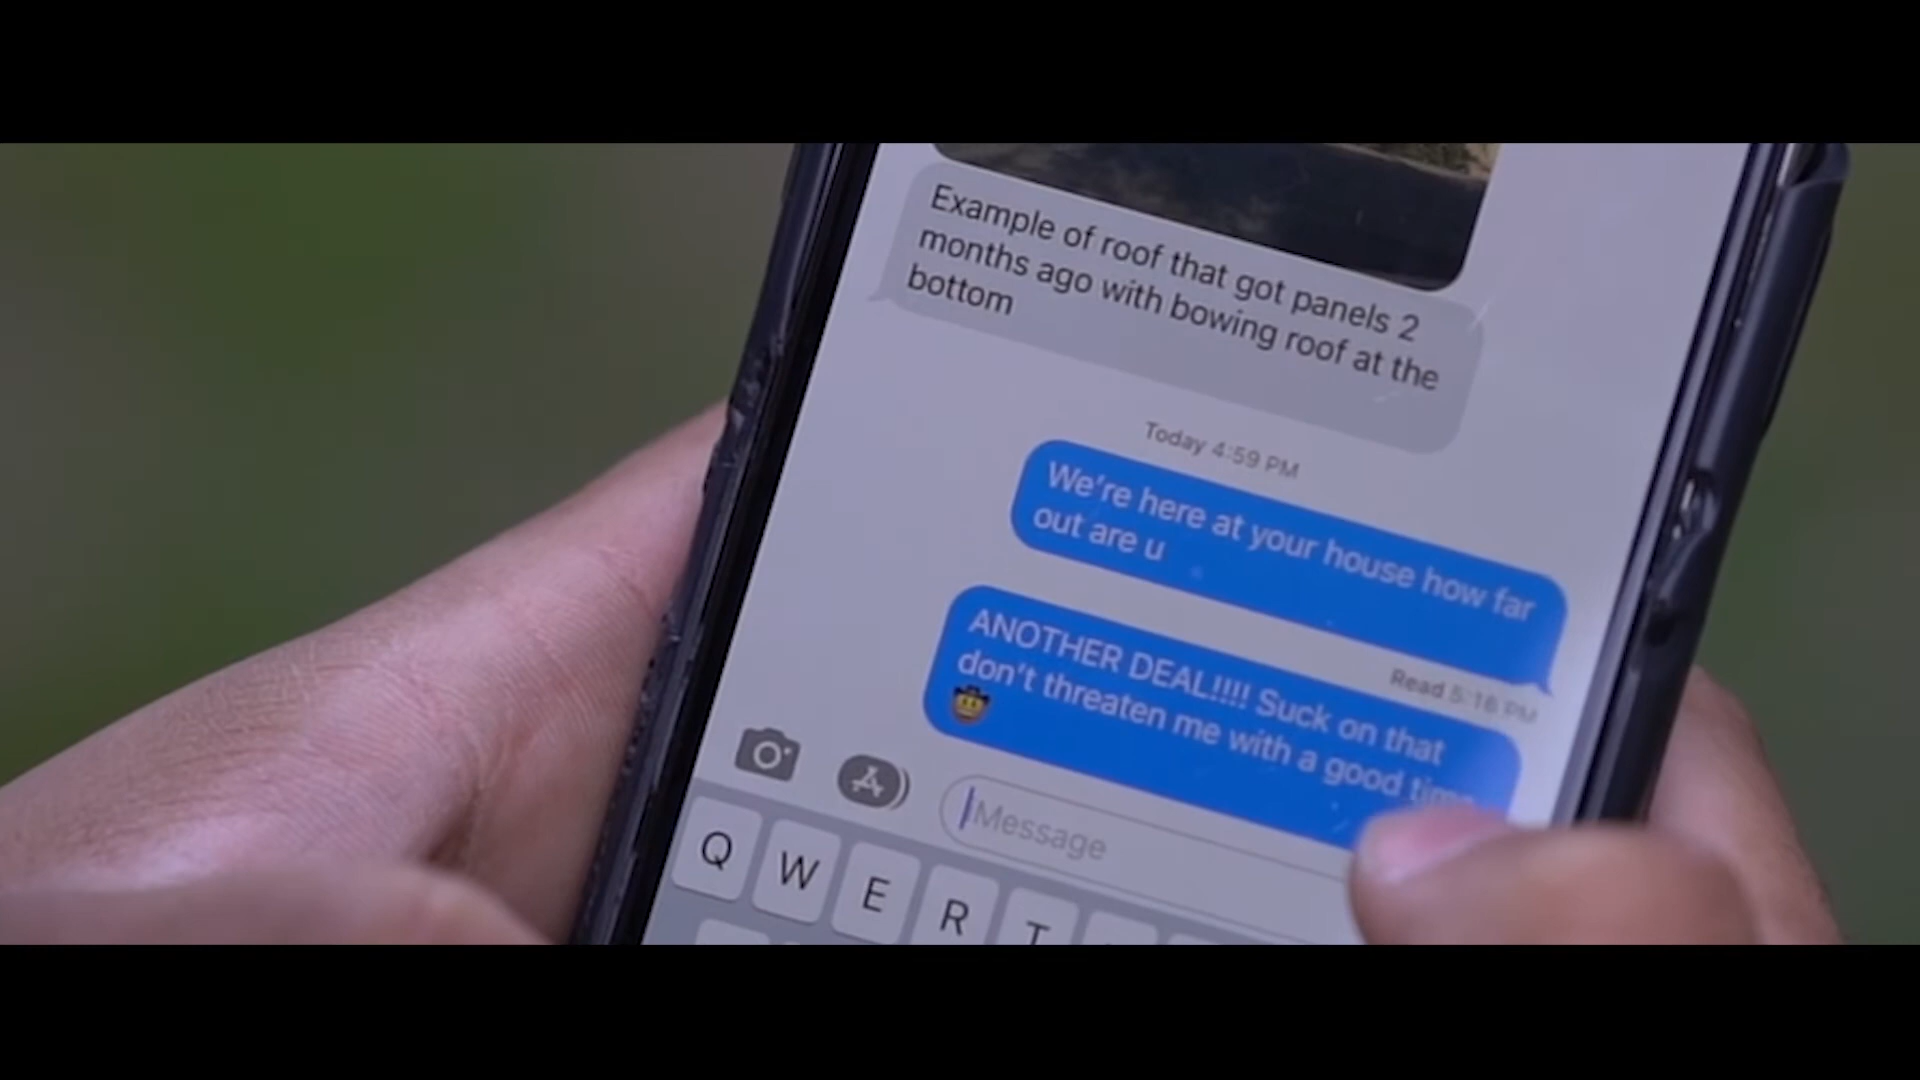 Example of roof that got panels 2
months ago with bowing roof at the
bottom
Today 4:59 PM
We're here at your house how far
out are u
Read 5:16 PM
ANOTHER DEAL!!!! Suck on that
don't threaten me with a good time
🤠
Message
Q W E R T